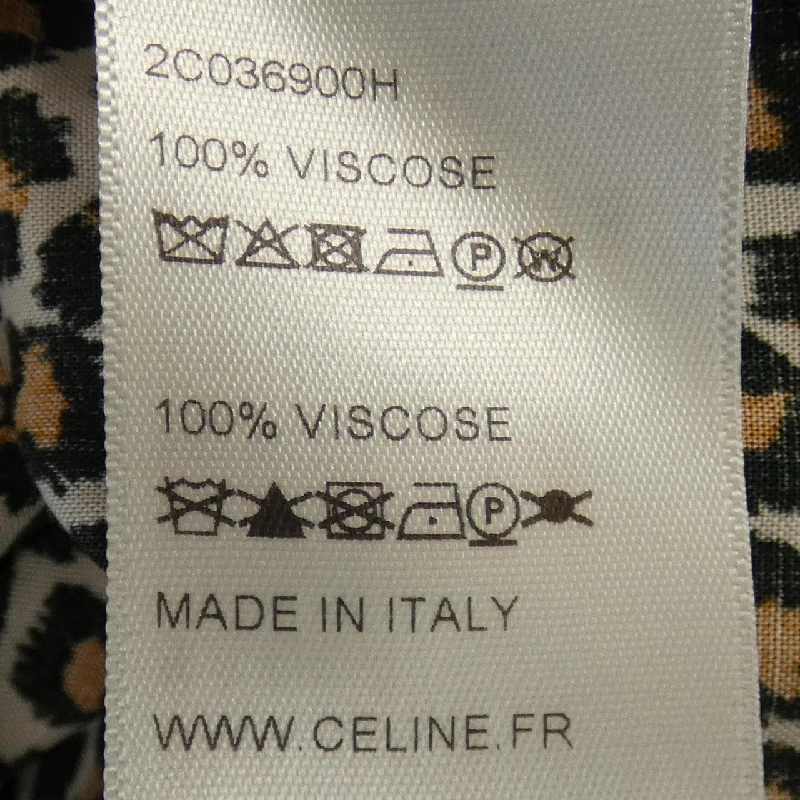 2C036900H
100% VISCOSE
P W
100% VISCOSE
P
MADE IN ITALY
WWW.CELINE.FR